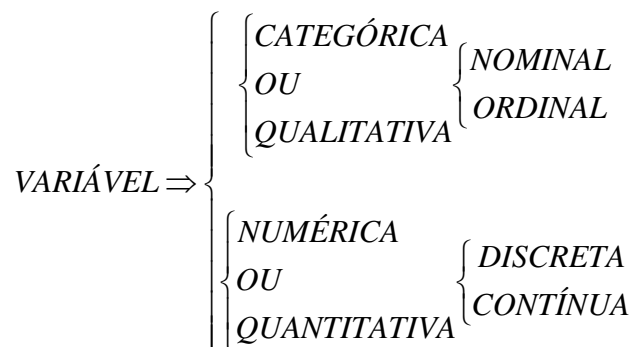 CATEGÓRICA
OU
QUALITATIVA
NOMINAL
ORDINAL
VARIÁVEL ⇒
NUMÉRICA
OU
QUANTITATIVA
DISCRETA
CONTÍNUA